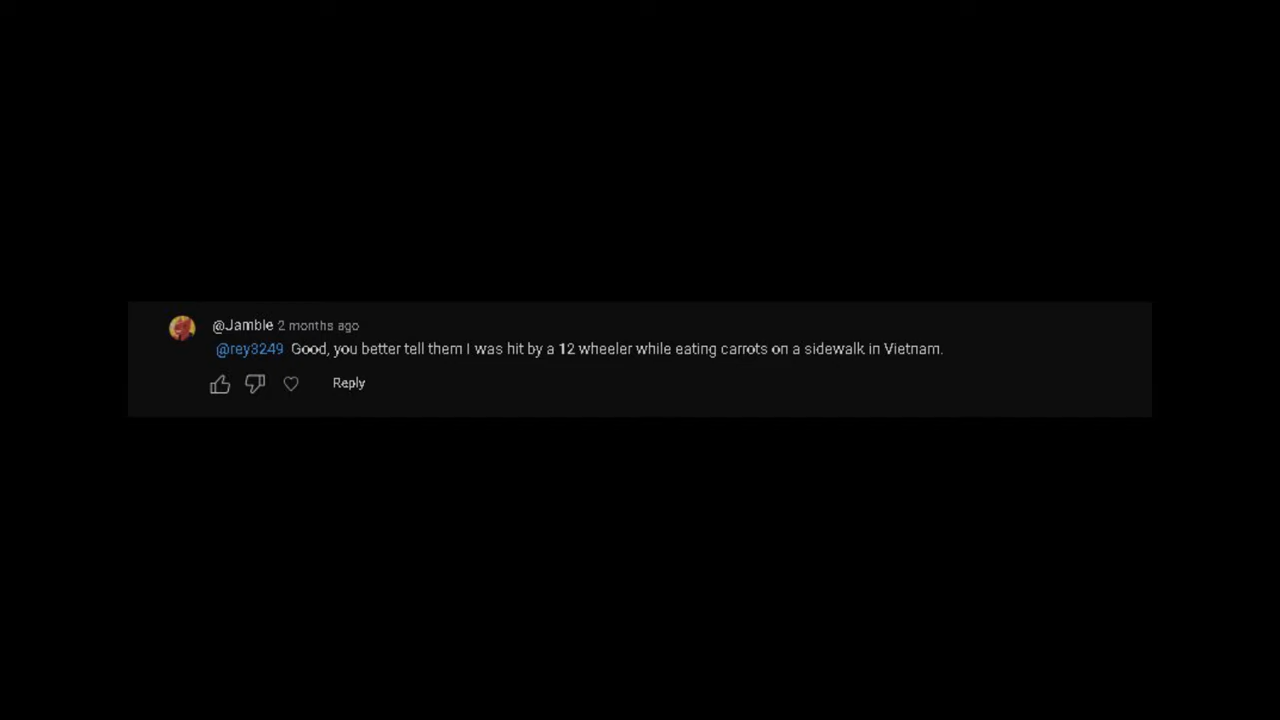 @Jamble 2 months ago
@rey3249 Good, you better tell them I was hit by a 12 wheeler while eating carrots on a sidewalk in Vietnam.
Reply